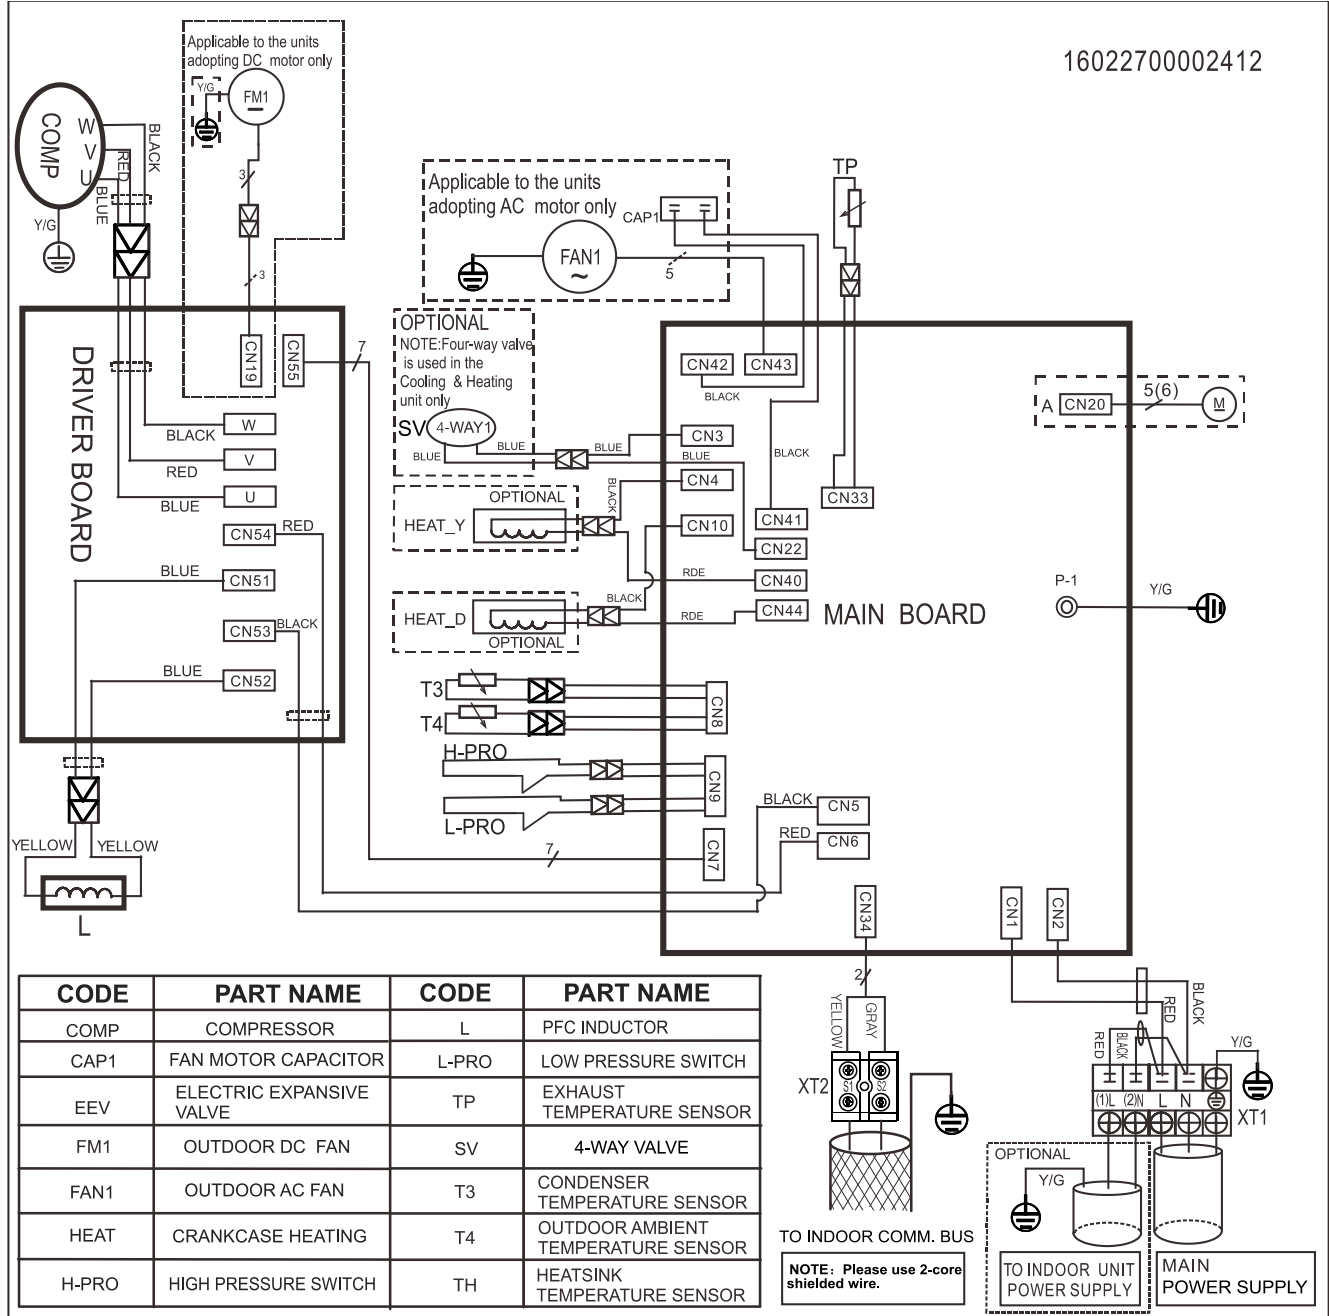 16022700002412
Applicable to the units
adopting DC motor only
Y/G
FM1
3
3
COMP
W
V
U
BLACK
RED
BLUE
Y/G
Applicable to the units
adopting AC motor only
CAP1
FAN1
~
5
TP
DRIVER BOARD
CN19
CN55
7
BLACK
W
RED
V
BLUE
U
CN54
RED
BLUE
CN51
CN53
BLACK
BLUE
CN52
YELLOW
YELLOW
L
OPTIONAL
NOTE:Four-way valve
is used in the
Cooling & Heating
unit only
SV
4-WAY1
BLUE
BLUE
BLUE
BLUE
OPTIONAL
HEAT_Y
BLACK
HEAT_D
OPTIONAL
BLACK
RDE
RDE
T3
T4
H-PRO
L-PRO
7
CN42
CN43
BLACK
CN3
CN4
CN10
BLACK
CN41
CN22
CN40
CN44
CN33
MAIN BOARD
A
CN20
5(6)
M
P-1
Y/G
CN8
CN9
CN7
BLACK
CN5
RED
CN6
CN34
CN1
CN2
2
YELLOW
GRAY
XT2
S1
S2
TO INDOOR COMM. BUS
NOTE: Please use 2-core
shielded wire.
RED
BLACK
RED
BLACK
Y/G
(1)L
(2)N
L
N
XT1
OPTIONAL
Y/G
TO INDOOR UNIT
POWER SUPPLY
MAIN
POWER SUPPLY
CODE PART NAME CODE PART NAME
COMP COMPRESSOR L PFC INDUCTOR
CAP1 FAN MOTOR CAPACITOR L-PRO LOW PRESSURE SWITCH
EEV ELECTRIC EXPANSIVE VALVE TP EXHAUST TEMPERATURE SENSOR
FM1 OUTDOOR DC FAN SV 4-WAY VALVE
FAN1 OUTDOOR AC FAN T3 CONDENSER TEMPERATURE SENSOR
HEAT CRANKCASE HEATING T4 OUTDOOR AMBIENT TEMPERATURE SENSOR
H-PRO HIGH PRESSURE SWITCH TH HEATSINK TEMPERATURE SENSOR